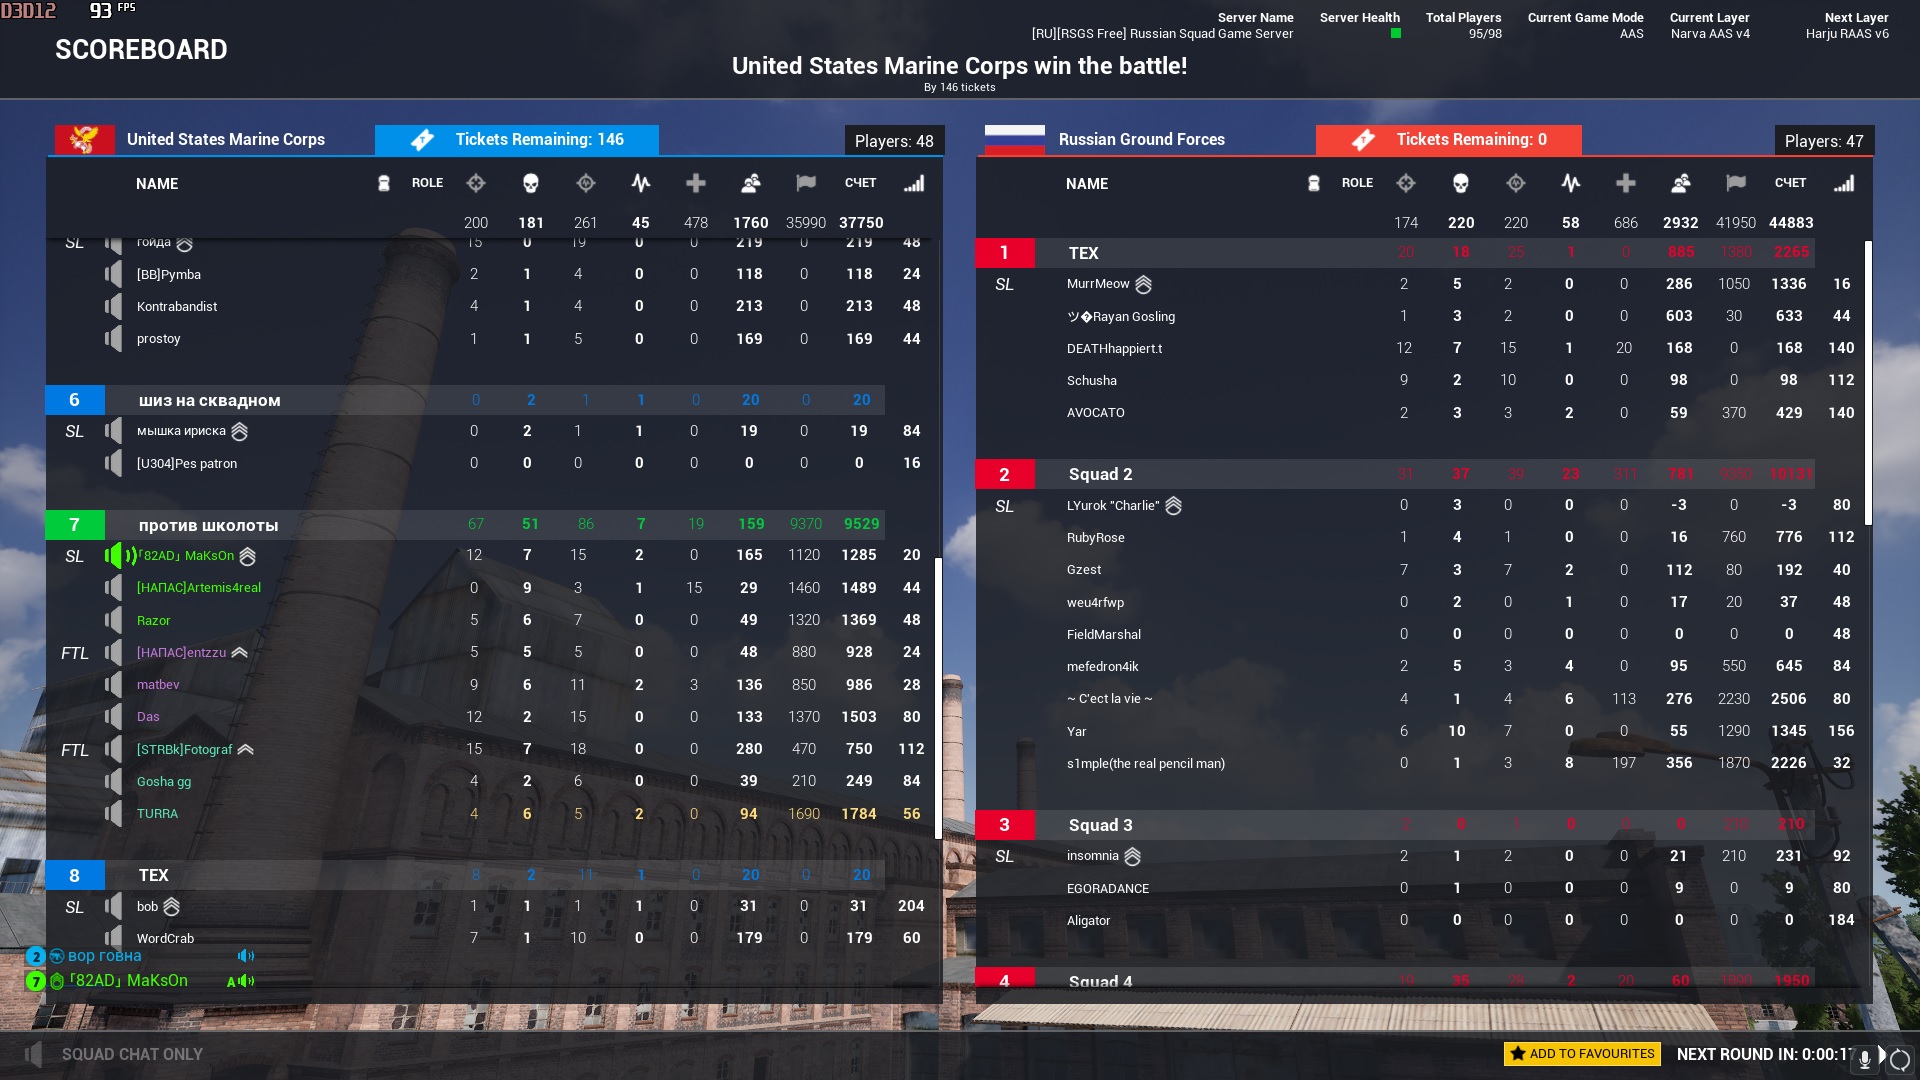 D3D12 93 FPS
SCOREBOARD
Server Name Server Health Total Players Current Game Mode Current Layer Next Layer
[RU][RSGS Free] Russian Squad Game Server 95/98 AAS Narva AAS v4 Harju RAAS v6
United States Marine Corps win the battle!
By 146 tickets
United States Marine Corps Tickets Remaining: 146 Players: 48
NAME ROLE СЧЕТ
200 181 261 45 478 1760 35990 37750
SL гойда 15 0 19 0 0 219 0 219 48
[BB]Pymba 2 1 4 0 0 118 0 118 24
Kontrabandist 4 1 4 0 0 213 0 213 48
prostoy 1 1 5 0 0 169 0 169 44
6 шиз на сквадном 0 2 1 1 0 20 0 20
SL мышка ириска 0 2 1 1 0 19 0 19 84
[U304]Pes patron 0 0 0 0 0 0 0 0 16
7 против школоты 67 51 86 7 19 159 9370 9529
SL 「82AD」 MaKsOn 12 7 15 2 0 165 1120 1285 20
[НАПАС]Artemis4real 0 9 3 1 15 29 1460 1489 44
Razor 5 6 7 0 0 49 1320 1369 48
FTL [НАПАС]entzzu 5 5 5 0 0 48 880 928 24
matbev 9 6 11 2 3 136 850 986 28
Das 12 2 15 0 0 133 1370 1503 80
FTL [STRBk]Fotograf 15 7 18 0 0 280 470 750 112
Gosha gg 4 2 6 0 0 39 210 249 84
TURRA 4 6 5 2 0 94 1690 1784 56
8 TEX 8 2 11 1 0 20 0 20
SL bob 1 1 1 1 0 31 0 31 204
WordCrab 7 1 10 0 0 179 0 179 60
2 вор говна
7 「82AD」 MaKsOn A
Russian Ground Forces Tickets Remaining: 0 Players: 47
NAME ROLE СЧЕТ
174 220 220 58 686 2932 41950 44883
1 TEX 20 18 25 1 0 885 1380 2265
SL MurrMeow 2 5 2 0 0 286 1050 1336 16
ツ�Rayan Gosling 1 3 2 0 0 603 30 633 44
DEATHhappiert.t 12 7 15 1 20 168 0 168 140
Schusha 9 2 10 0 0 98 0 98 112
AVOCATO 2 3 3 2 0 59 370 429 140
2 Squad 2 31 37 39 23 311 781 9350 10131
SL LYurok "Charlie" 0 3 0 0 0 -3 0 -3 80
RubyRose 1 4 1 0 0 16 760 776 112
Gzest 7 3 7 2 0 112 80 192 40
weu4rfwp 0 2 0 1 0 17 20 37 48
FieldMarshal 0 0 0 0 0 0 0 0 48
mefedron4ik 2 5 3 4 0 95 550 645 84
~ C'ect la vie ~ 4 1 4 6 113 276 2230 2506 80
Yar 6 10 7 0 0 55 1290 1345 156
s1mple(the real pencil man) 0 1 3 8 197 356 1870 2226 32
3 Squad 3 2 0 1 0 0 0 210 210
SL insomnia 2 1 2 0 0 21 210 231 92
EGORADANCE 0 1 0 0 0 9 0 9 80
Aligator 0 0 0 0 0 0 0 0 184
4 Squad 4 19 35 28 2 20 60 1890 1950
SQUAD CHAT ONLY
ADD TO FAVOURITES NEXT ROUND IN: 0:00:1